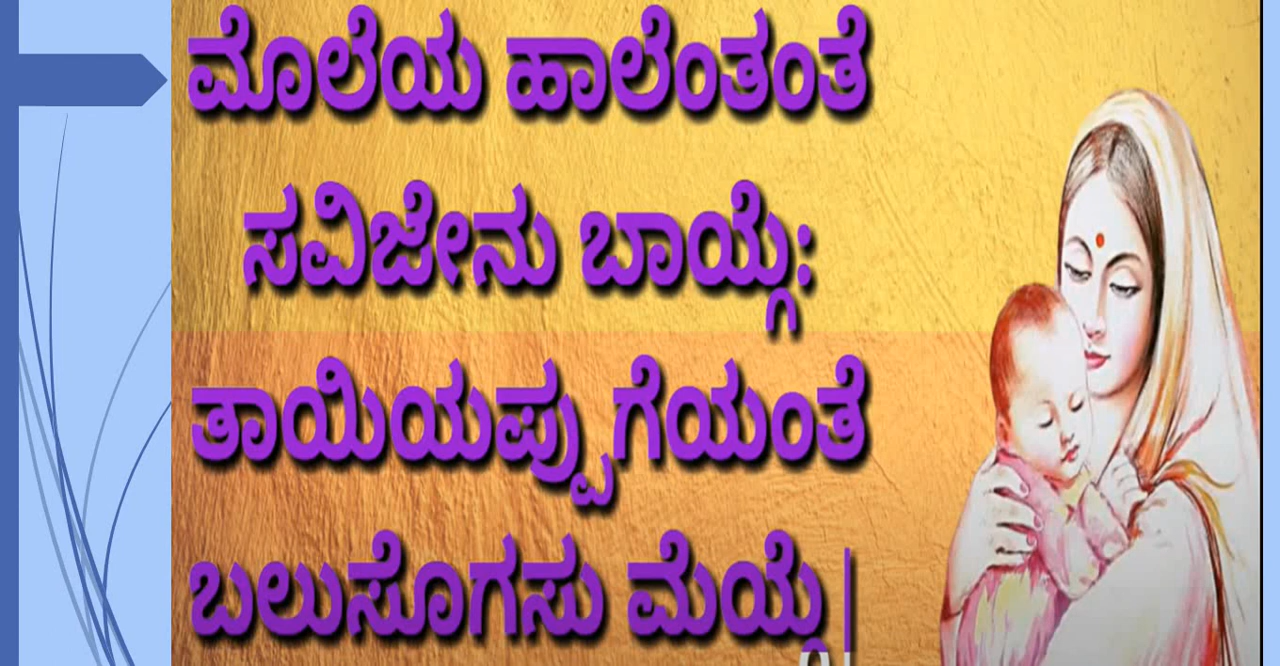 ಮೊಲೆಯ ಹಾಲೆಂತಂತೆ
ಸವಿಜೇನು ಬಾಯ್ಗೆ:
ತಾಯಿಯಪ್ಪುಗೆಯಂತೆ
ಬಲುಸೊಗಸು ಮೆಯ್ಗೆ|